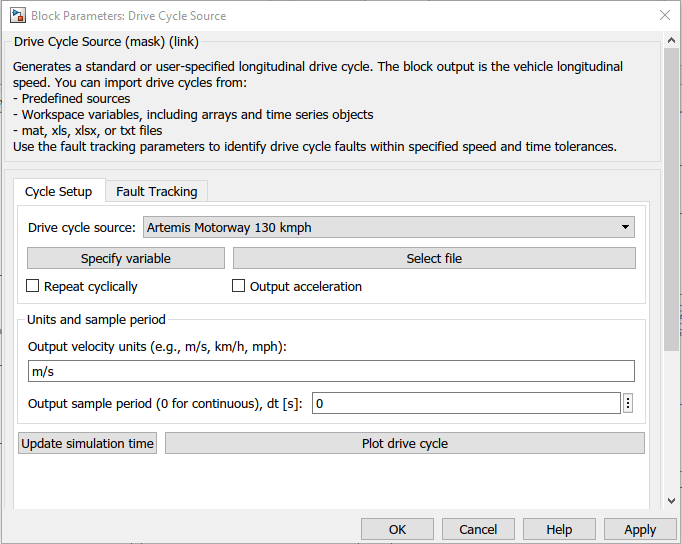 Block Parameters: Drive Cycle Source
Drive Cycle Source (mask) (link)
Generates a standard or user-specified longitudinal drive cycle. The block output is the vehicle longitudinal
speed. You can import drive cycles from:
- Predefined sources
- Workspace variables, including arrays and time series objects
- mat, xls, xlsx, or txt files
Use the fault tracking parameters to identify drive cycle faults within specified speed and time tolerances.
Cycle Setup Fault Tracking
Drive cycle source: Artemis Motorway 130 kmph
Specify variable Select file
Repeat cyclically Output acceleration
Units and sample period
Output velocity units (e.g., m/s, km/h, mph):
m/s
Output sample period (0 for continuous), dt [s]: 0
Update simulation time Plot drive cycle
OK Cancel Help Apply